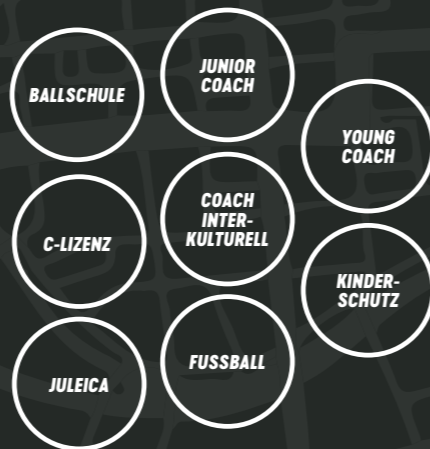 BALLSCHULE
JUNIOR
COACH
YOUNG
COACH
C-LIZENZ
COACH
INTER-
KULTURELL
KINDER-
SCHUTZ
JULEICA
FUSSBALL